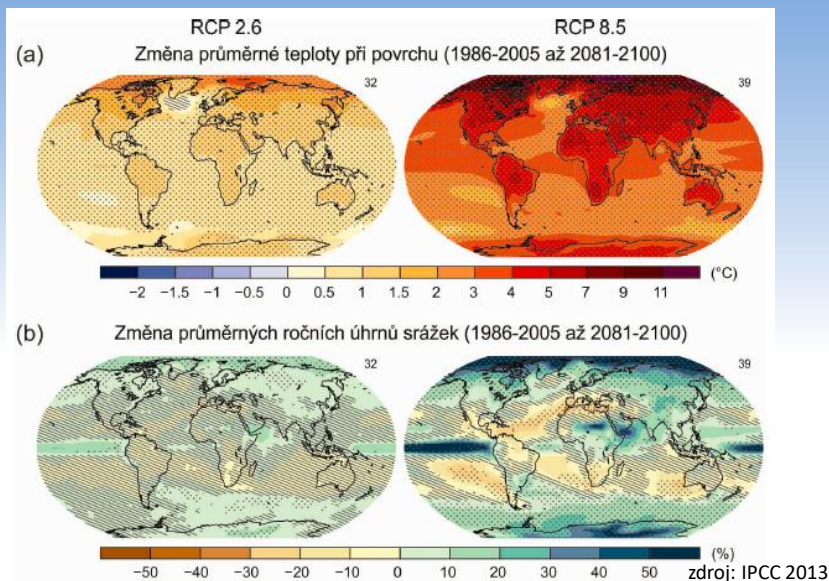 RCP 2.6 RCP 8.5
(a) Změna průměrné teploty při povrchu (1986-2005 až 2081-2100)
32 39
(°C)
−2 −1.5 −1 −0.5 0 0.5 1 1.5 2 3 4 5 7 9 11
(b) Změna průměrných ročních úhrnů srážek (1986-2005 až 2081-2100)
32 39
(%)
−50 −40 −30 −20 −10 0 10 20 30 40 50
zdroj: IPCC 2013